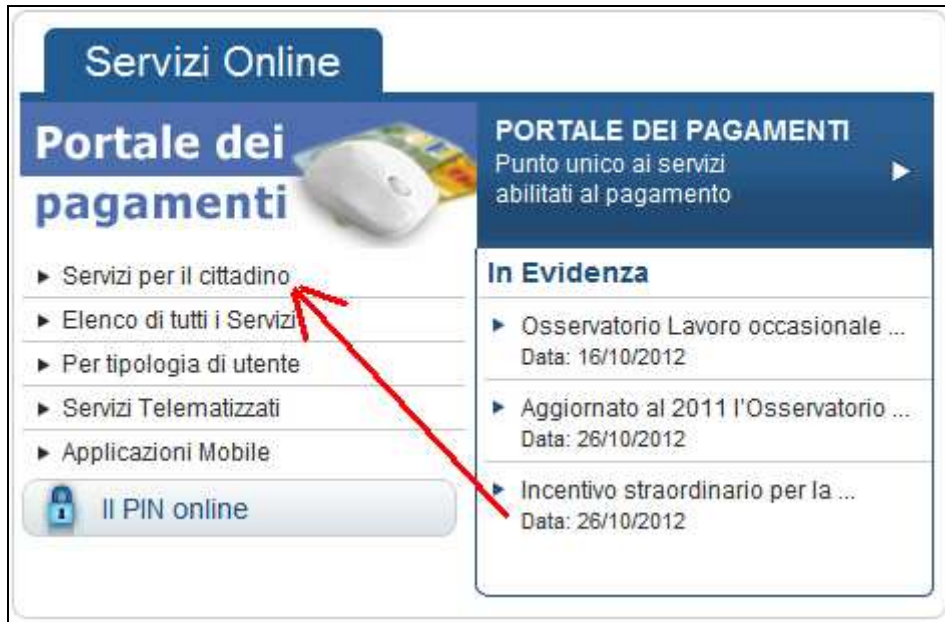 Servizi Online
Portale dei
pagamenti
PORTALE DEI PAGAMENTI
Punto unico ai servizi
abilitati al pagamento
Servizi per il cittadino
Elenco di tutti i Servizi
Per tipologia di utente
Servizi Telematizzati
Applicazioni Mobile
Il PIN online
In Evidenza
Osservatorio Lavoro occasionale ...
Data: 16/10/2012
Aggiornato al 2011 l'Osservatorio ...
Data: 26/10/2012
Incentivo straordinario per la ...
Data: 26/10/2012